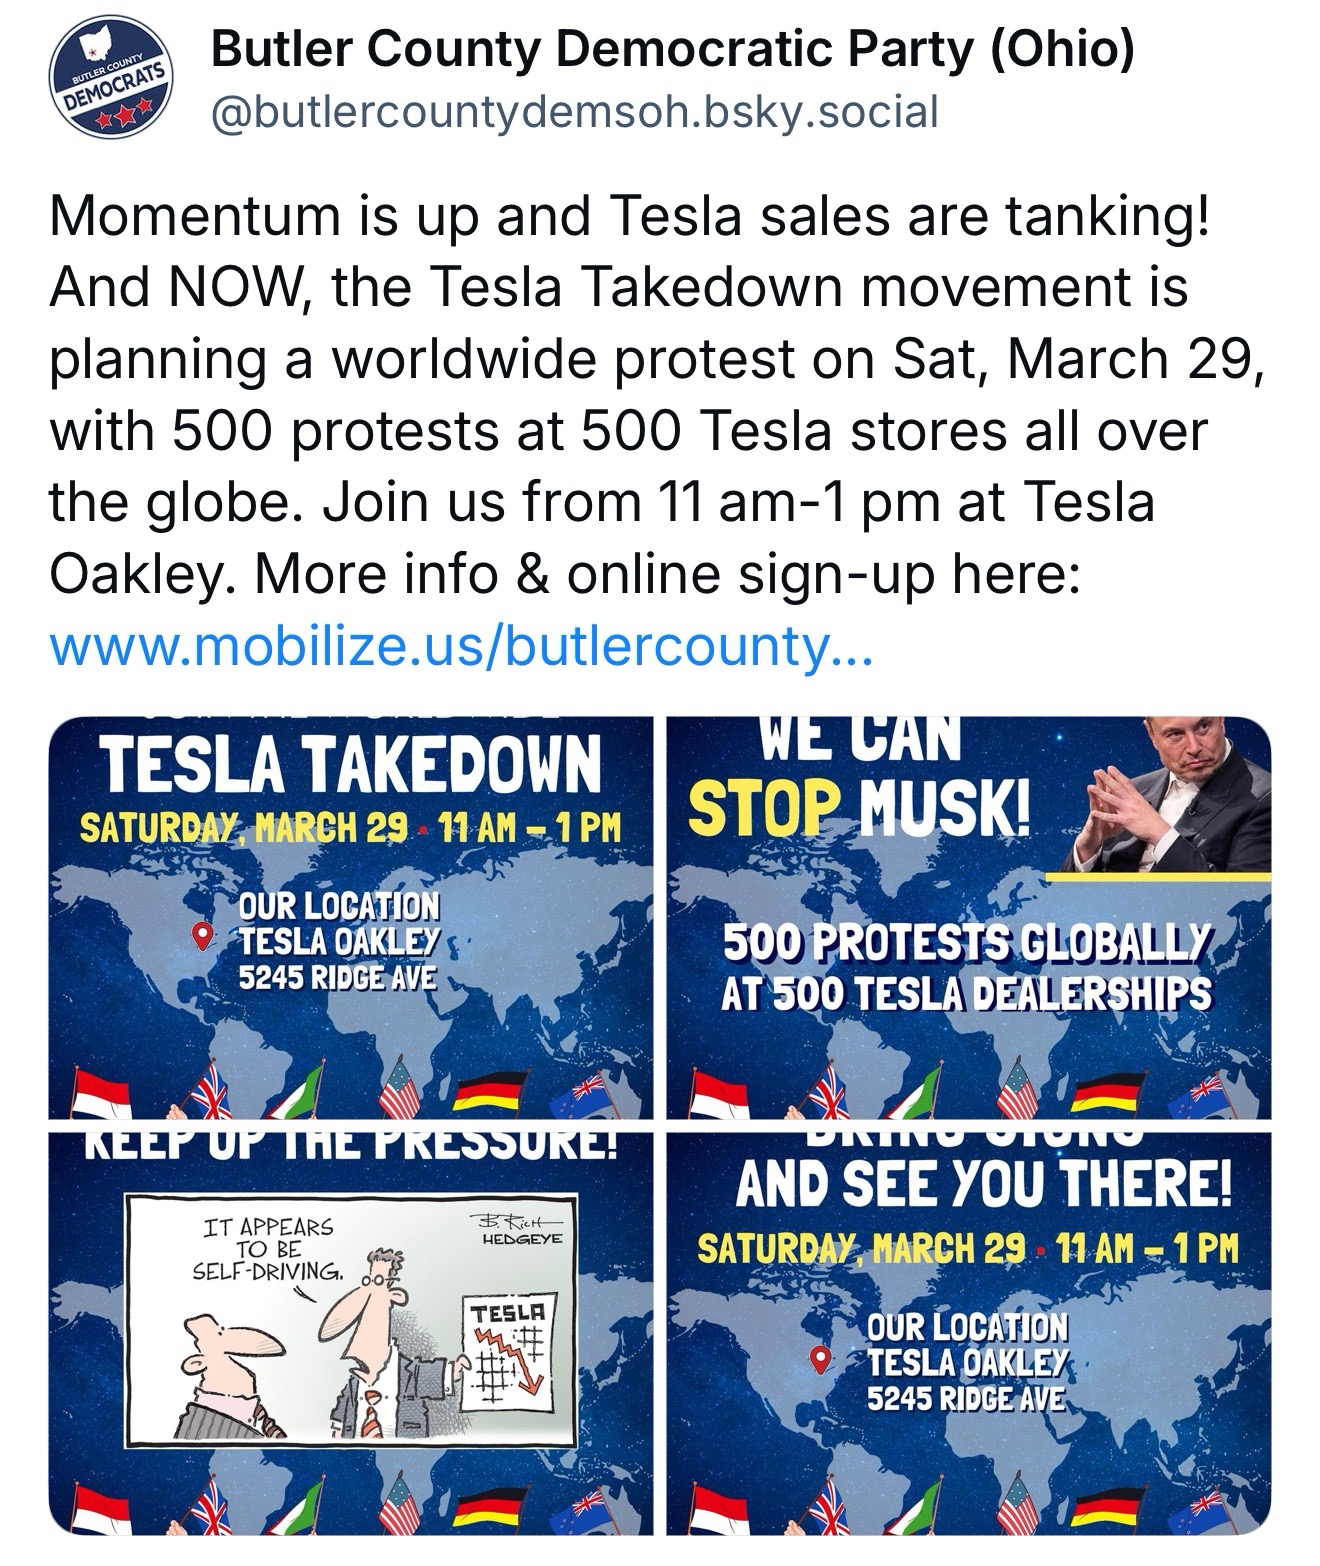 BUTLER COUNTY
DEMOCRATS
Butler County Democratic Party (Ohio)
@butlercountydemsoh.bsky.social
Momentum is up and Tesla sales are tanking!
And NOW, the Tesla Takedown movement is
planning a worldwide protest on Sat, March 29,
with 500 protests at 500 Tesla stores all over
the globe. Join us from 11 am-1 pm at Tesla
Oakley. More info & online sign-up here:
www.mobilize.us/butlercounty...
TESLA TAKEDOWN
SATURDAY, MARCH 29 • 11 AM – 1 PM
OUR LOCATION
TESLA OAKLEY
5245 RIDGE AVE
WE CAN
STOP MUSK!
500 PROTESTS GLOBALLY
AT 500 TESLA DEALERSHIPS
KEEP UP THE PRESSURE!
IT APPEARS
TO BE
SELF-DRIVING.
B. Rich
HEDGEYE
TESLA
BRING SIGNS
AND SEE YOU THERE!
SATURDAY, MARCH 29 • 11 AM – 1 PM
OUR LOCATION
TESLA OAKLEY
5245 RIDGE AVE